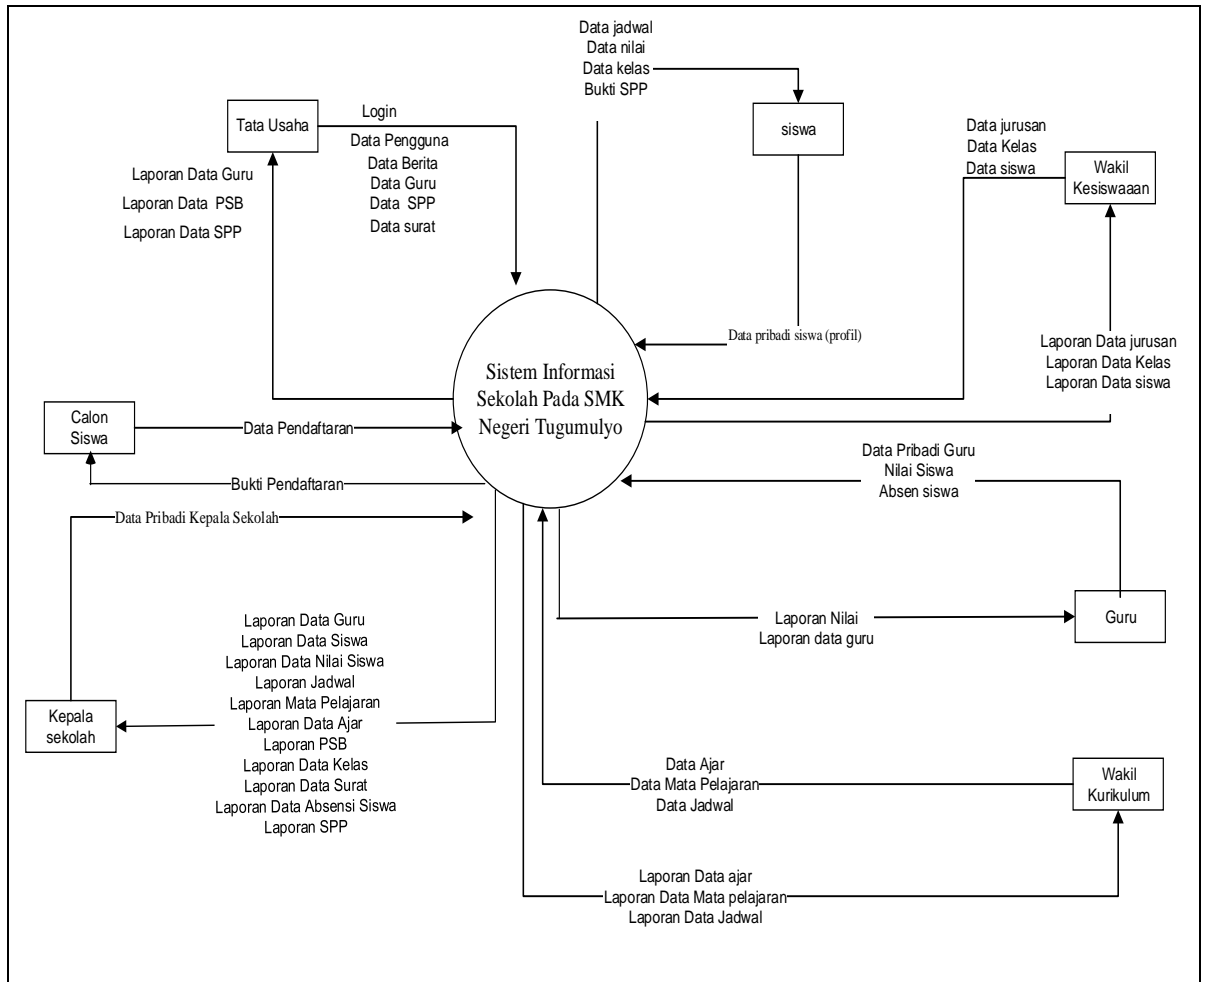 Data jadwal
Data nilai
Data kelas
Bukti SPP
Tata Usaha
Login
Data Pengguna
Data Berita
Data Guru
Data SPP
Data surat
siswa
Data jurusan
Data Kelas
Data siswa
Wakil
Kesiswaaan
Laporan Data Guru
Laporan Data PSB
Laporan Data SPP
Data pribadi siswa (profil)
Laporan Data jurusan
Laporan Data Kelas
Laporan Data siswa
Sistem Informasi
Sekolah Pada SMK
Negeri Tugumulyo
Calon
Siswa
Data Pendaftaran
Bukti Pendaftaran
Data Pribadi Guru
Nilai Siswa
Absen siswa
Data Pribadi Kepala Sekolah
Laporan Nilai
Laporan data guru
Guru
Laporan Data Guru
Laporan Data Siswa
Laporan Data Nilai Siswa
Laporan Jadwal
Laporan Mata Pelajaran
Laporan Data Ajar
Laporan PSB
Laporan Data Kelas
Laporan Data Surat
Laporan Data Absensi Siswa
Laporan SPP
Kepala
sekolah
Data Ajar
Data Mata Pelajaran
Data Jadwal
Wakil
Kurikulum
Laporan Data ajar
Laporan Data Mata pelajaran
Laporan Data Jadwal